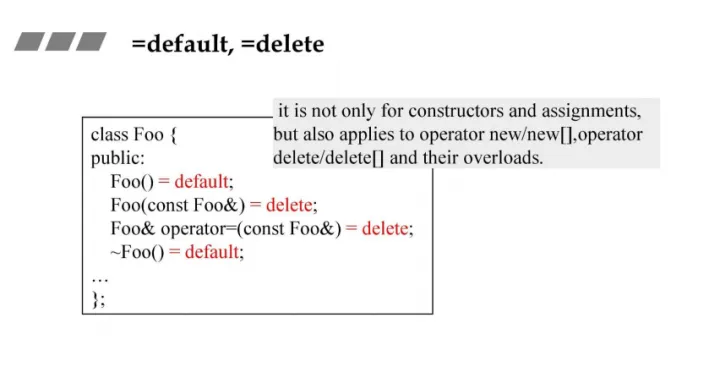 =default, =delete
it is not only for constructors and assignments,
but also applies to operator new/new[],operator
delete/delete[] and their overloads.
class Foo {
public:
Foo() = default;
Foo(const Foo&) = delete;
Foo& operator=(const Foo&) = delete;
~Foo() = default;
…
};